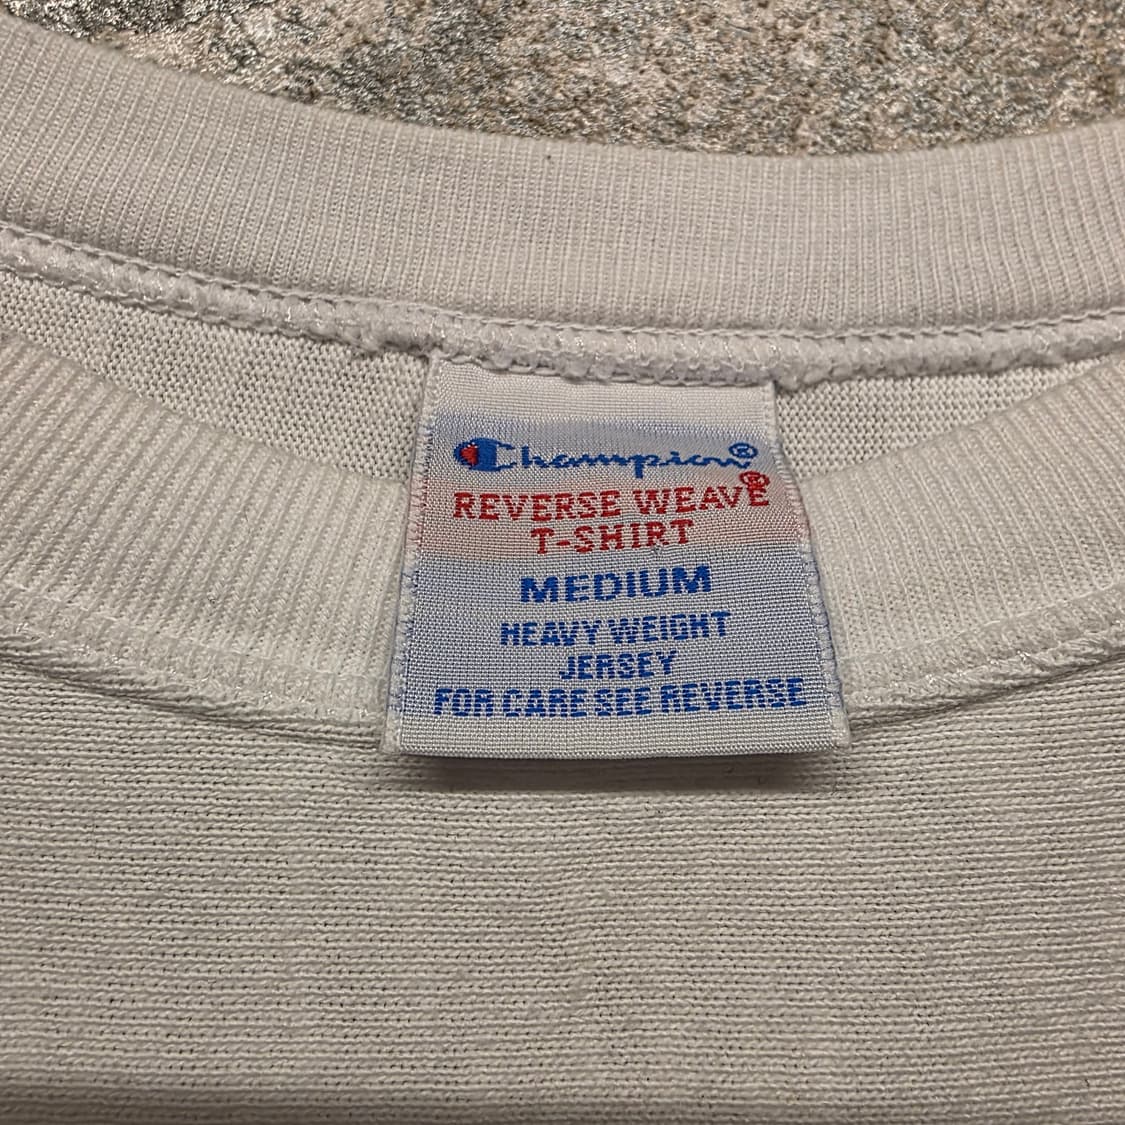 Champion®
REVERSE WEAVE®
T-SHIRT
MEDIUM
HEAVY WEIGHT
JERSEY
FOR CARE SEE REVERSE